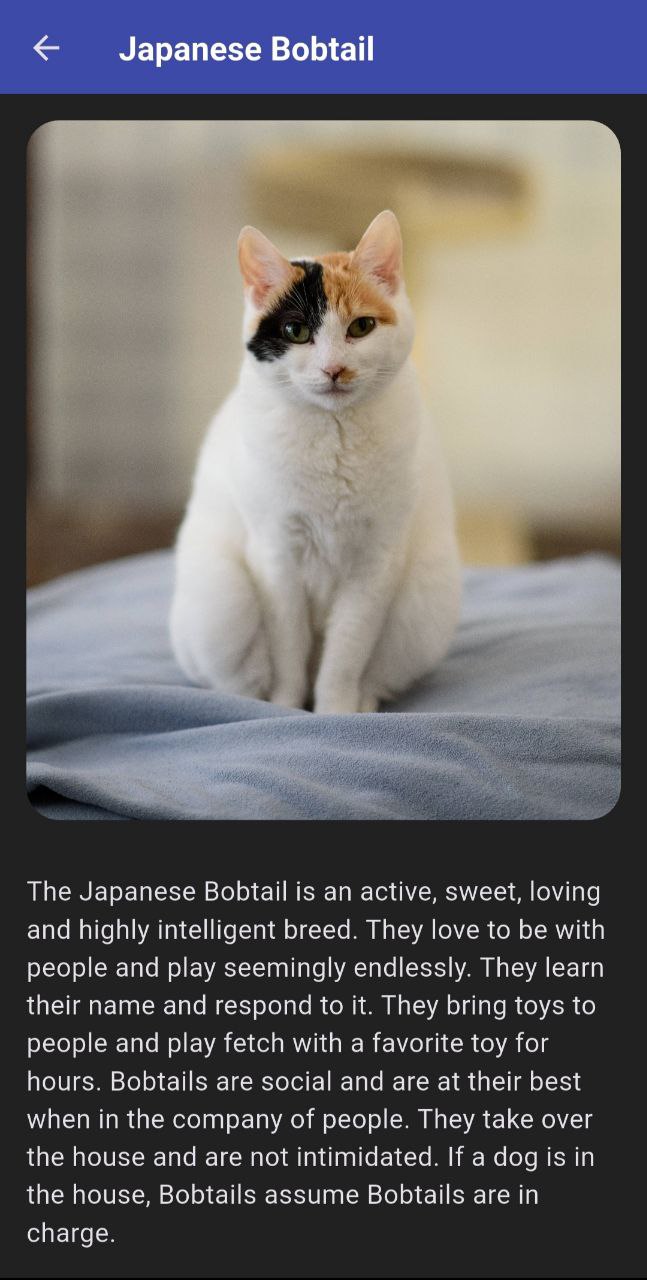 Japanese Bobtail
The Japanese Bobtail is an active, sweet, loving
and highly intelligent breed. They love to be with
people and play seemingly endlessly. They learn
their name and respond to it. They bring toys to
people and play fetch with a favorite toy for
hours. Bobtails are social and are at their best
when in the company of people. They take over
the house and are not intimidated. If a dog is in
the house, Bobtails assume Bobtails are in
charge.